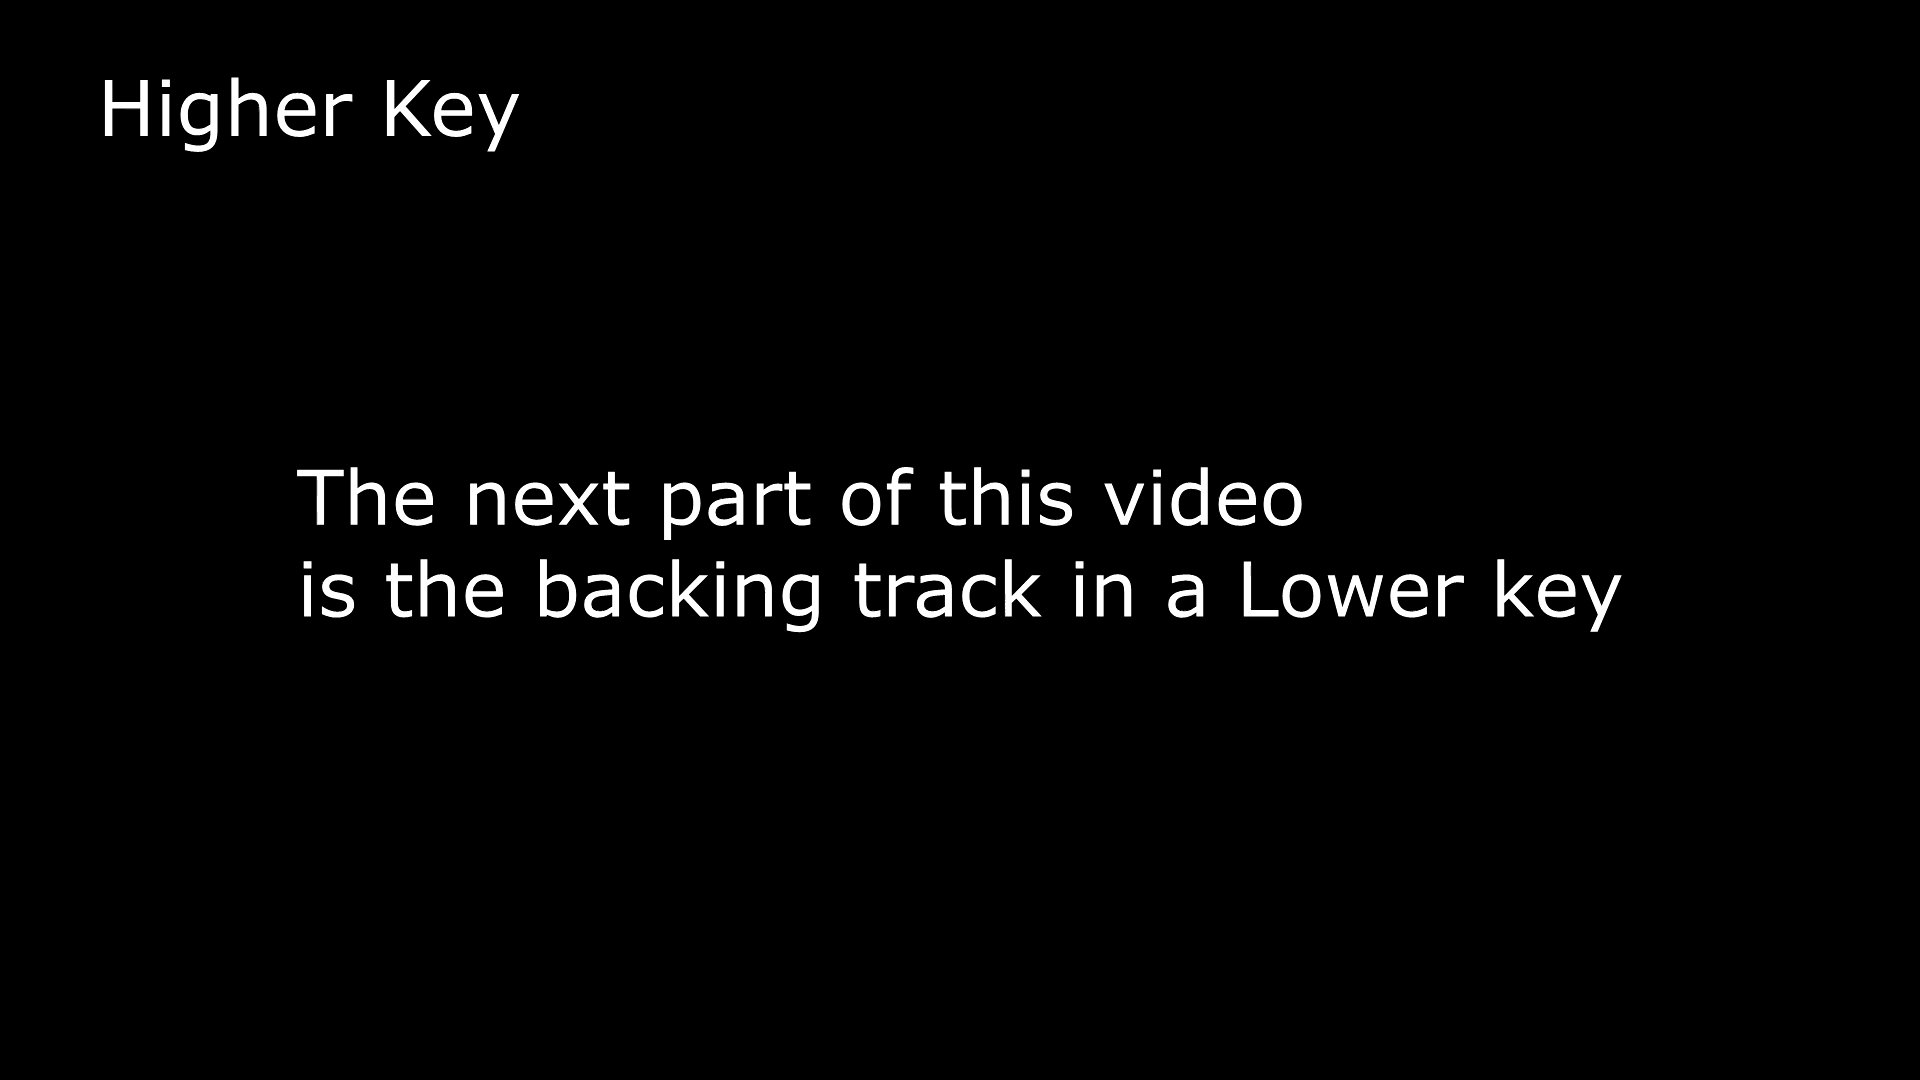 Higher Key
The next part of this video
is the backing track in a Lower key